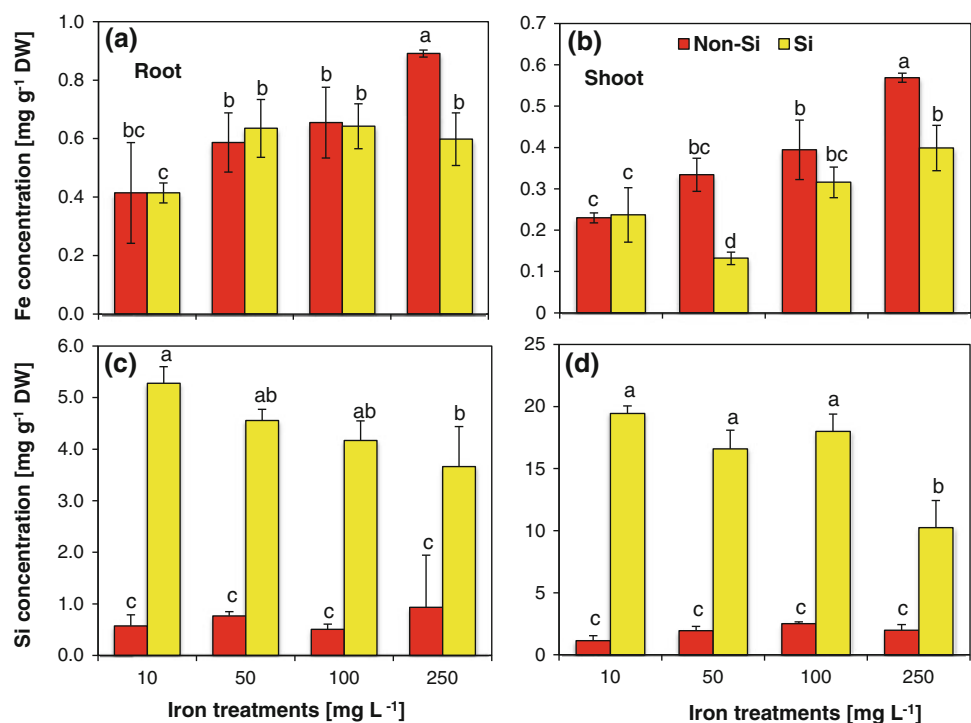 Fe concentration [mg g⁻¹ DW]
1.0
0.8
0.6
0.4
0.2
0.0
(a)
Root
bc
c
b
b
b
b
a
b
0.7
0.6
0.5
0.4
0.3
0.2
0.1
0
(b)
Non-Si Si
Shoot
c
c
bc
d
b
bc
a
b
Si concentration [mg g⁻¹ DW]
6.0
5.0
4.0
3.0
2.0
1.0
0.0
(c)
c
a
c
ab
c
ab
c
b
10 50 100 250
Iron treatments [mg L⁻¹]
25
20
15
10
5
0
(d)
c
a
c
a
c
a
c
b
10 50 100 250
Iron treatments [mg L⁻¹]